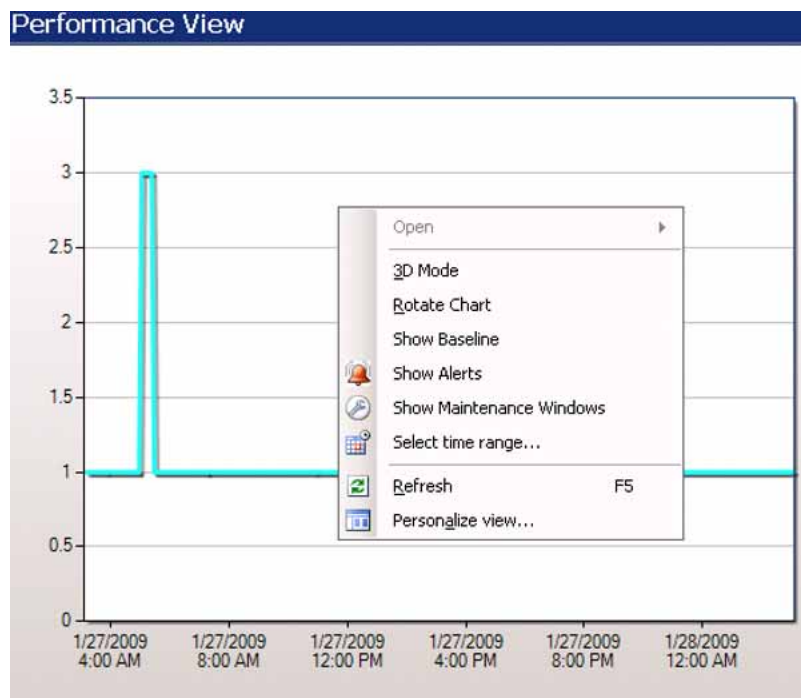 Performance View
3.5
3
2.5
2
1.5
1
0.5
0
Open
3D Mode
Rotate Chart
Show Baseline
Show Alerts
Show Maintenance Windows
Select time range...
Refresh F5
Personalize view...
1/27/2009 1/27/2009 1/27/2009 1/27/2009 1/27/2009 1/28/2009
4:00 AM 8:00 AM 12:00 PM 4:00 PM 8:00 PM 12:00 AM